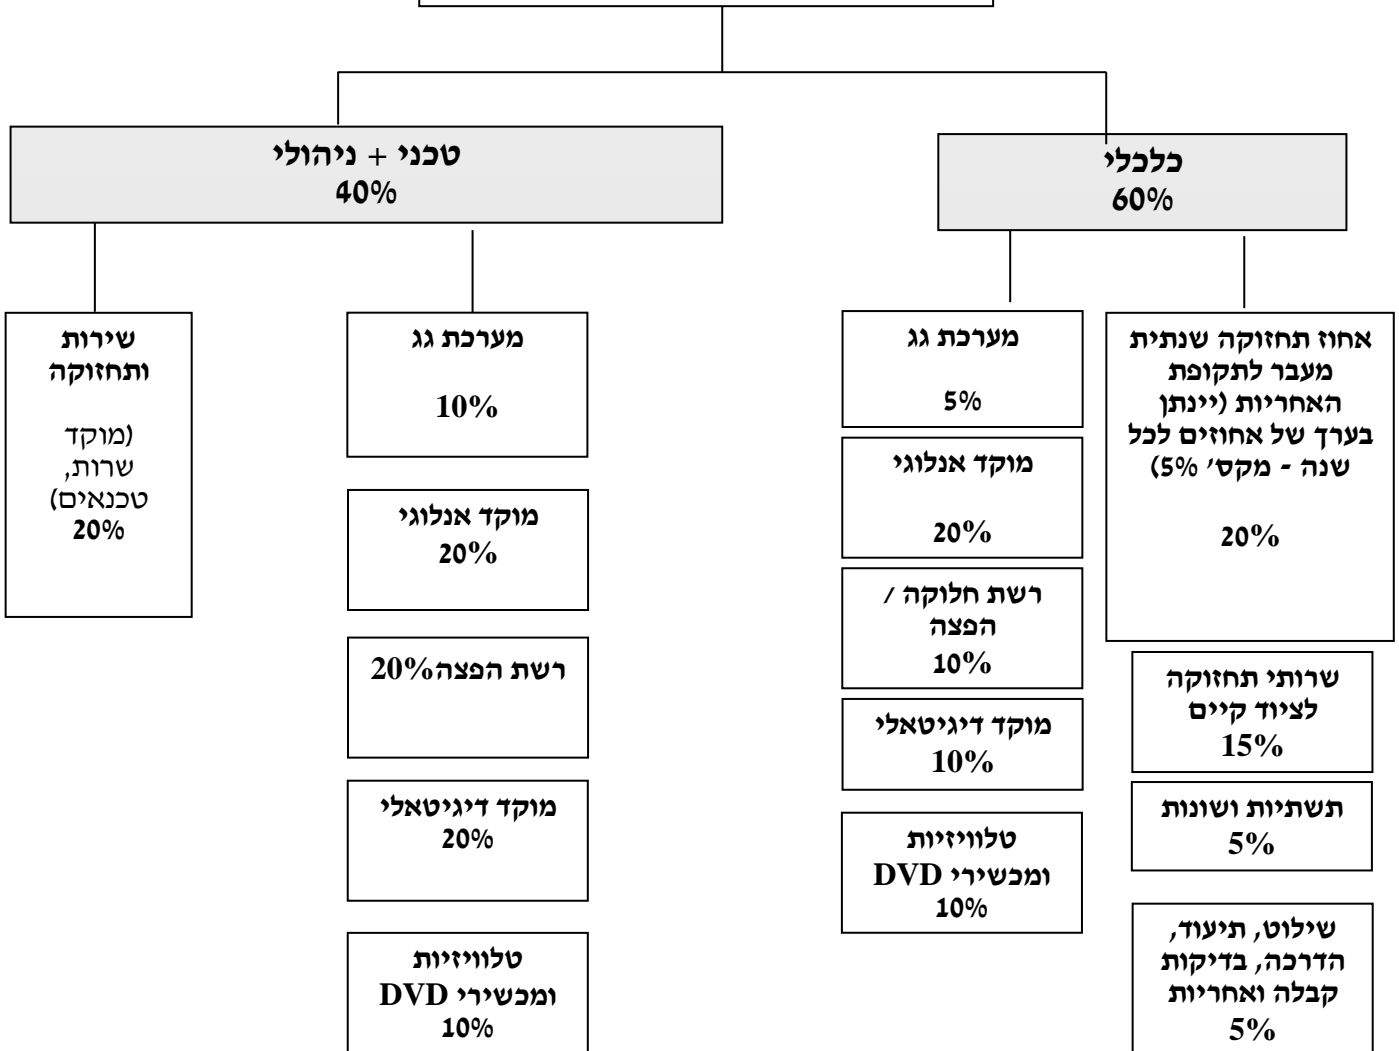 כלכלי
60%
טכני + ניהולי
40%
אחוז תחזוקה שנתית
מעבר לתקופת
האחריות (יינתן
בערך של אחוזים לכל
שנה - מקס' 5%)
20%
שרותי תחזוקה
לציוד קיים
15%
תשתיות ושונות
5%
שילוט, תיעוד,
הדרכה, בדיקות
קבלה ואחריות
5%
מערכת גג
5%
מוקד אנלוגי
20%
רשת חלוקה /
הפצה
10%
מוקד דיגיטאלי
10%
טלוויזיות
ומכשירי DVD
10%
מערכת גג
10%
מוקד אנלוגי
20%
רשת הפצה20%
מוקד דיגיטאלי
20%
טלוויזיות
ומכשירי DVD
10%
שירות
ותחזוקה
(מוקד
שרות,
טכנאים)
20%